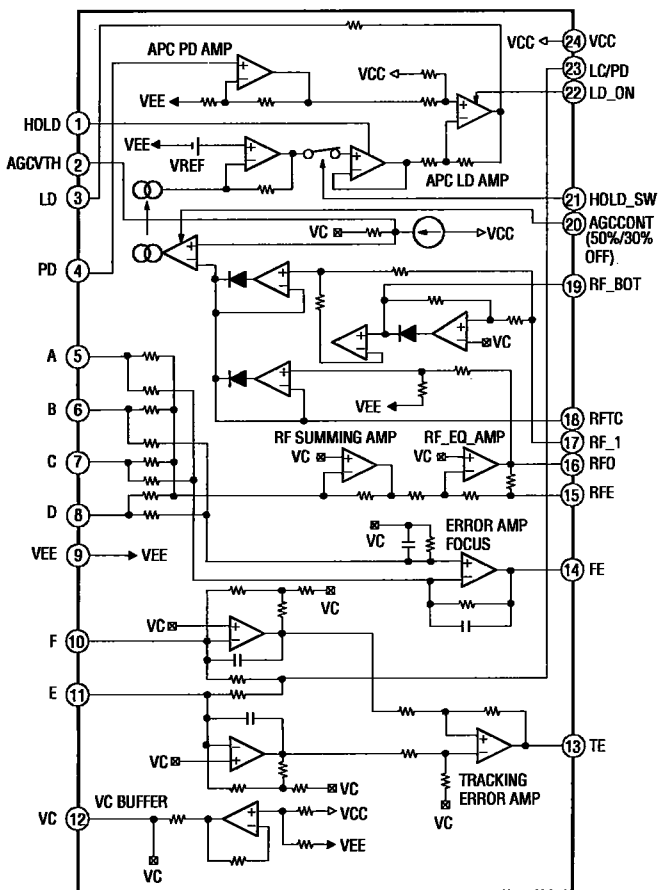 APC PD AMP
VCC
24 VCC
23 LC/PD
VCC
22 LD_ON
VEE
HOLD 1
VEE
VREF
AGCVTH 2
APC LD AMP
LD 3
21 HOLD_SW
VC
VCC
20 AGCCONT
(50%/30%
OFF)
PD 4
19 RF_BOT
VC
A 5
VEE
B 6
18 RFTC
RF SUMMING AMP
RF_EQ_AMP
17 RF_1
VC
VC
C 7
16 RFO
15 RFE
D 8
VC
ERROR AMP
FOCUS
VEE 9
VEE
14 FE
VC
VC
F 10
E 11
VC
VC
13 TE
TRACKING
ERROR AMP
VC BUFFER
VCC
VC
VC 12
VEE
VC